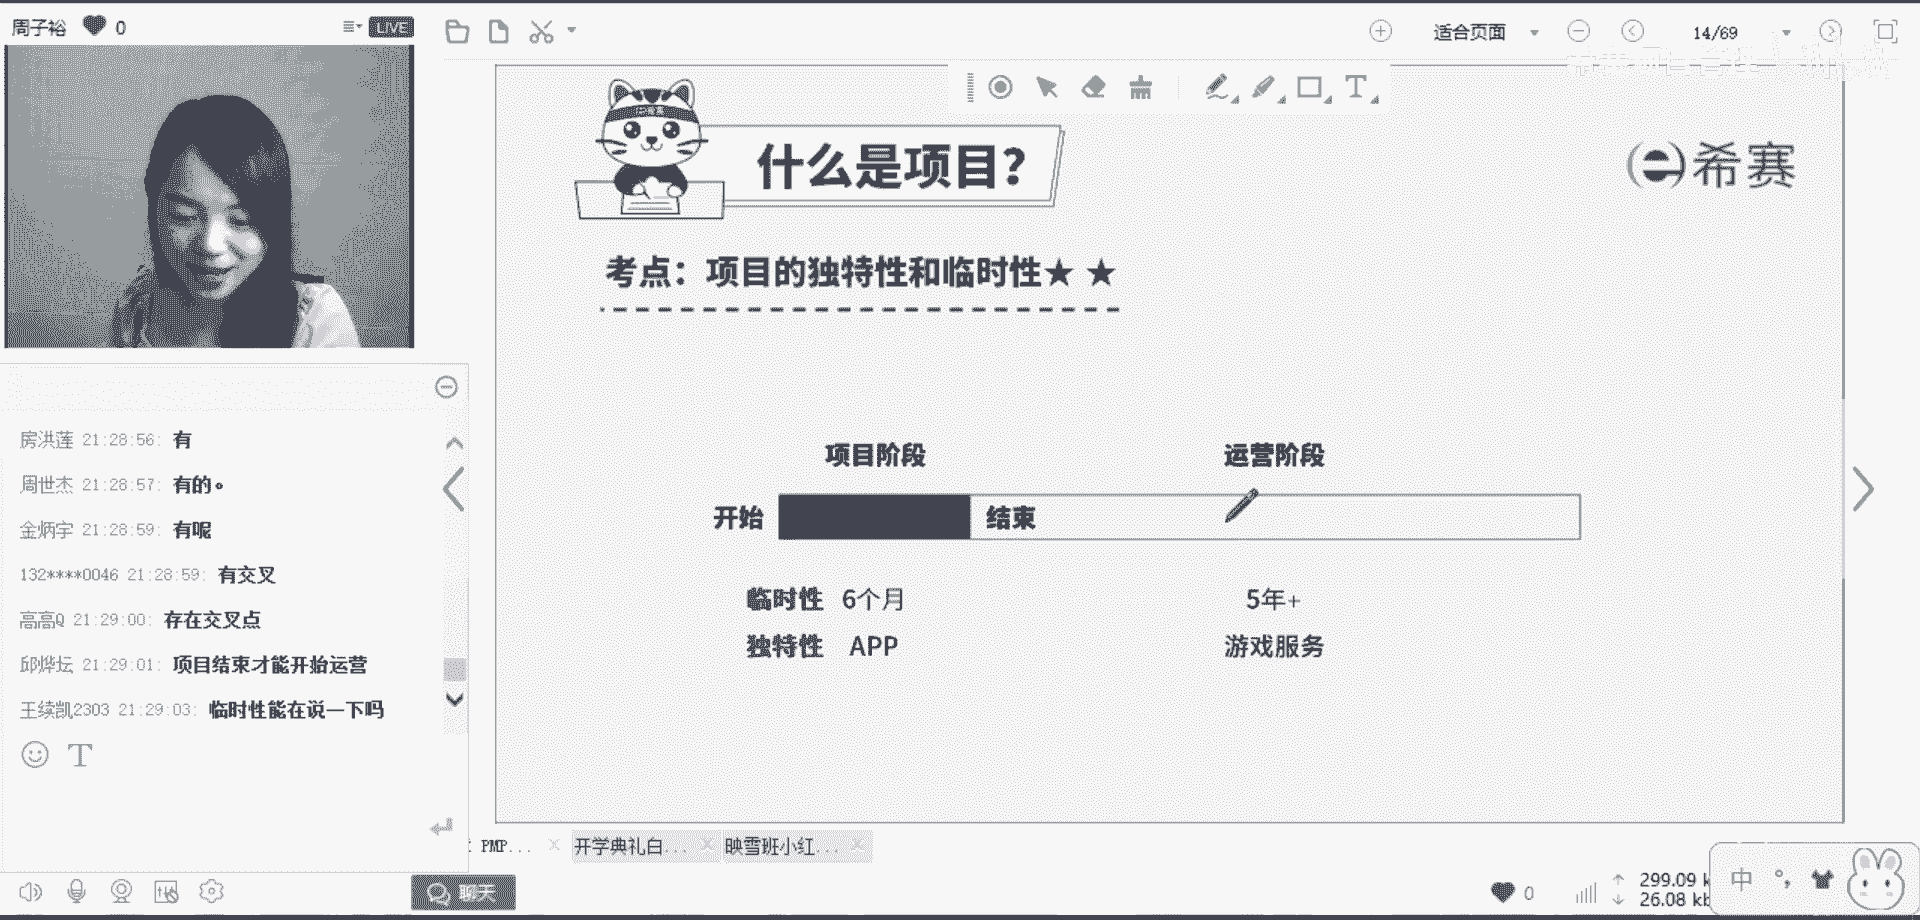 周子裕 0
LIVE
适合页面
14/69
什么是项目?
希赛
考点：项目的独特性和临时性★ ★
项目阶段
运营阶段
开始
结束
临时性 6个月
5年+
独特性 APP
游戏服务
房洪莲 21:28:56: 有
周世杰 21:28:57: 有的。
金炳宇 21:28:59: 有呢
132****0046 21:28:59: 有交叉
高高Q 21:29:00: 存在交叉点
邱烨坛 21:29:01: 项目结束才能开始运营
王续凯2303 21:29:03: 临时性能在说一下吗
PMP...
开学典礼白...
映雪班小红...
聊天
0
299.09 k
26.08 kb
中